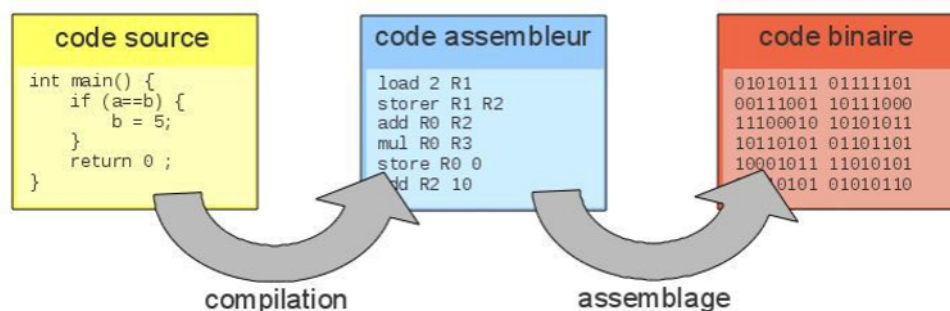 code source
int main() {
if (a==b) {
b = 5;
}
return 0 ;
}
code assembleur
load 2 R1
storer R1 R2
add R0 R2
mul R0 R3
store R0 0
R2 10
code binaire
01010111 01111101
00111001 10111000
11100010 10101011
10110101 01101101
10001011 11010101
01010110
compilation
assemblage